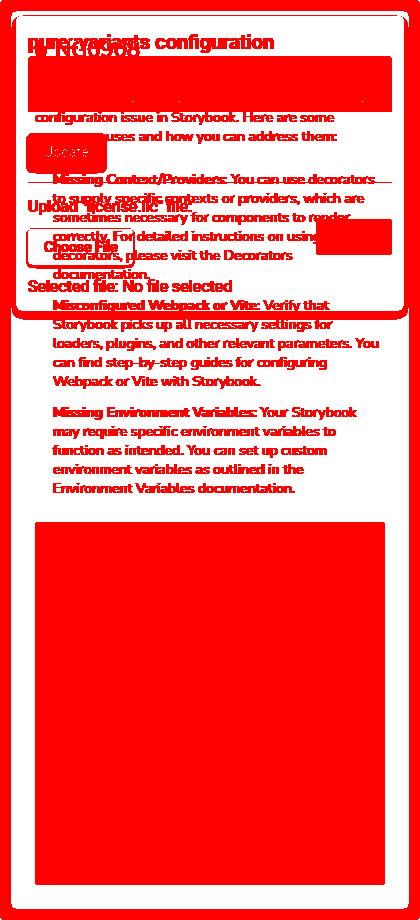 pure::variants configuration
NG0908
configuration issue in Storybook. Here are some
uses and how you can address them:
Update
Missing Context/Providers: You can use decorators
to supply specific contexts or providers, which are
Upload "license.lic" file:
sometimes necessary for components to render
correctly. For detailed instructions on using
Choose File
decorators, please visit the Decorators
documentation.
Selected file: No file selected
Misconfigured Webpack or Vite: Verify that
Storybook picks up all necessary settings for
loaders, plugins, and other relevant parameters. You
can find step-by-step guides for configuring
Webpack or Vite with Storybook.
Missing Environment Variables: Your Storybook
may require specific environment variables to
function as intended. You can set up custom
environment variables as outlined in the
Environment Variables documentation.